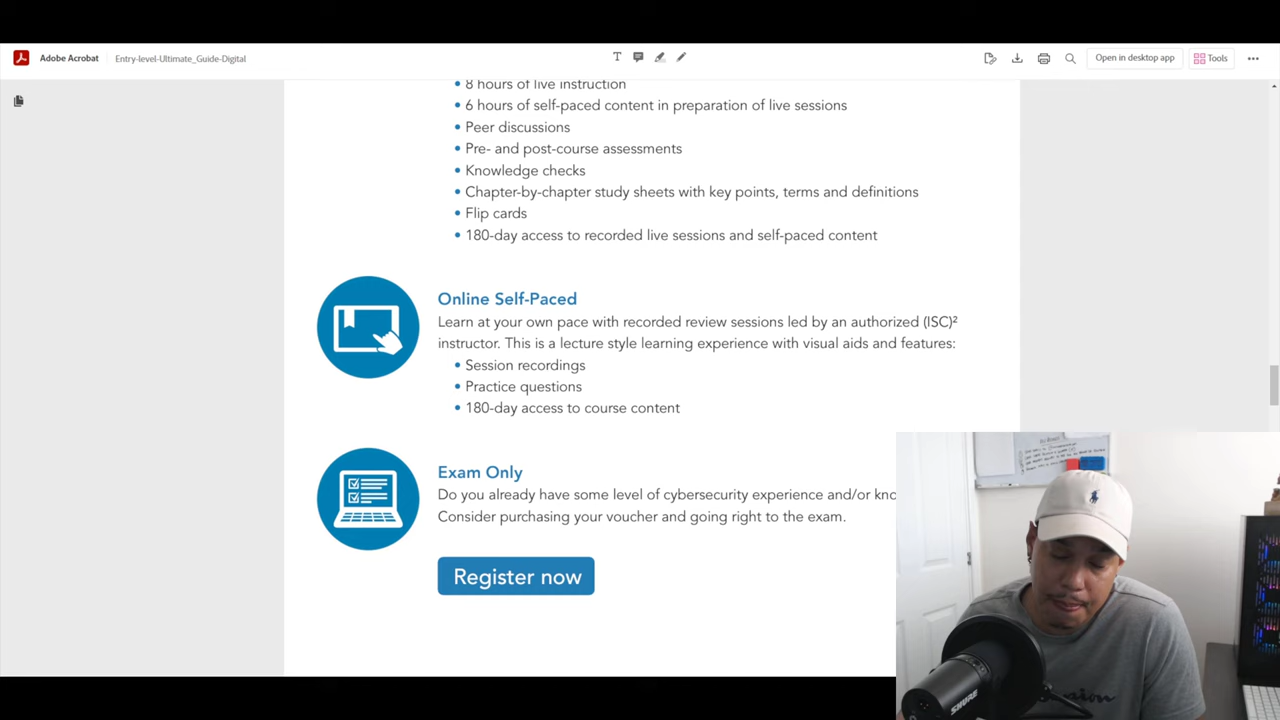 Adobe Acrobat
Entry-level-Ultimate_Guide-Digital
Open in desktop app
Tools
• 8 hours of live instruction
• 6 hours of self-paced content in preparation of live sessions
• Peer discussions
• Pre- and post-course assessments
• Knowledge checks
• Chapter-by-chapter study sheets with key points, terms and definitions
• Flip cards
• 180-day access to recorded live sessions and self-paced content
Online Self-Paced
Learn at your own pace with recorded review sessions led by an authorized (ISC)²
instructor. This is a lecture style learning experience with visual aids and features:
• Session recordings
• Practice questions
• 180-day access to course content
Exam Only
Do you already have some level of cybersecurity experience and/or kno
Consider purchasing your voucher and going right to the exam.
Register now
SHURE